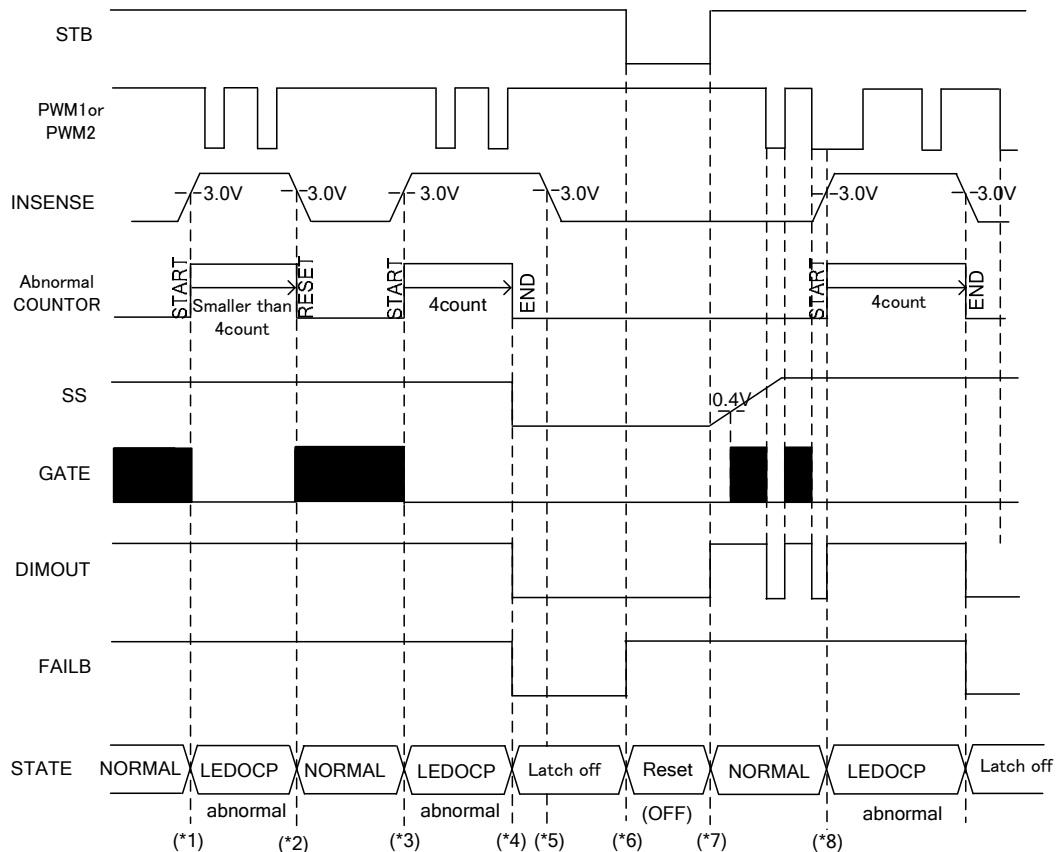 STB
PWM1or
PWM2
INSENSE
3.0V
3.0V
3.0V
3.0V
3.0V
3.0V
Abnormal
COUNTOR
START
Smaller than
4count
RESET
START
4count
END
START
4count
END
SS
0.4V
GATE
DIMOUT
FAILB
STATE
NORMAL
LEDOCP
NORMAL
LEDOCP
Latch off
Reset
NORMAL
LEDOCP
Latch off
abnormal
abnormal
(OFF)
abnormal
(*1)
(*2)
(*3)
(*4)
(*5)
(*6)
(*7)
(*8)